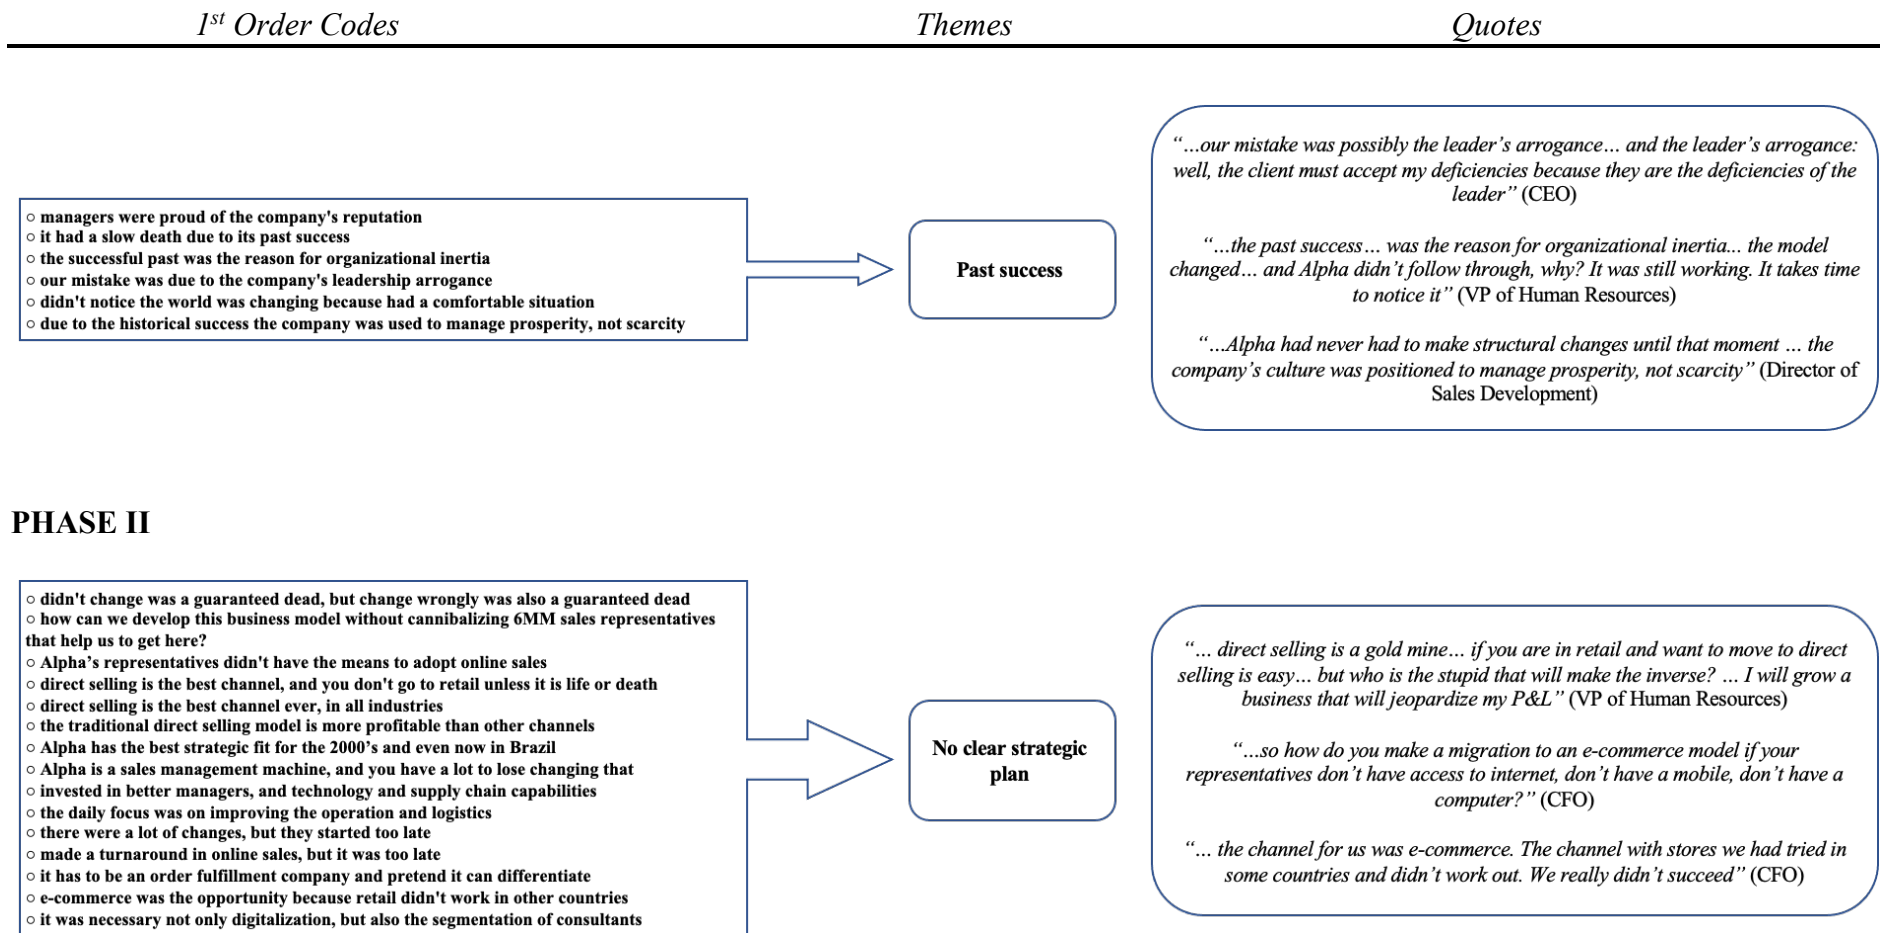 1st Order Codes
Themes
Quotes
○ managers were proud of the company's reputation
○ it had a slow death due to its past success
○ the successful past was the reason for organizational inertia
○ our mistake was due to the company's leadership arrogance
○ didn't notice the world was changing because had a comfortable situation
○ due to the historical success the company was used to manage prosperity, not scarcity
Past success
“...our mistake was possibly the leader’s arrogance... and the leader’s arrogance:
well, the client must accept my deficiencies because they are the deficiencies of the
leader” (CEO)
“...the past success... was the reason for organizational inertia... the model
changed... and Alpha didn’t follow through, why? It was still working. It takes time
to notice it” (VP of Human Resources)
“...Alpha had never had to make structural changes until that moment ... the
company’s culture was positioned to manage prosperity, not scarcity” (Director of
Sales Development)
PHASE II
○ didn't change was a guaranteed dead, but change wrongly was also a guaranteed dead
○ how can we develop this business model without cannibalizing 6MM sales representatives
that help us to get here?
○ Alpha’s representatives didn't have the means to adopt online sales
○ direct selling is the best channel, and you don't go to retail unless it is life or death
○ direct selling is the best channel ever, in all industries
○ the traditional direct selling model is more profitable than other channels
○ Alpha has the best strategic fit for the 2000’s and even now in Brazil
○ Alpha is a sales management machine, and you have a lot to lose changing that
○ invested in better managers, and technology and supply chain capabilities
○ the daily focus was on improving the operation and logistics
○ there were a lot of changes, but they started too late
○ made a turnaround in online sales, but it was too late
○ it has to be an order fulfillment company and pretend it can differentiate
○ e-commerce was the opportunity because retail didn't work in other countries
○ it was necessary not only digitalization, but also the segmentation of consultants
No clear strategic
plan
“... direct selling is a gold mine... if you are in retail and want to move to direct
selling is easy... but who is the stupid that will make the inverse? ... I will grow a
business that will jeopardize my P&L” (VP of Human Resources)
“...so how do you make a migration to an e-commerce model if your
representatives don’t have access to internet, don’t have a mobile, don’t have a
computer?” (CFO)
“... the channel for us was e-commerce. The channel with stores we had tried in
some countries and didn’t work out. We really didn’t succeed” (CFO)